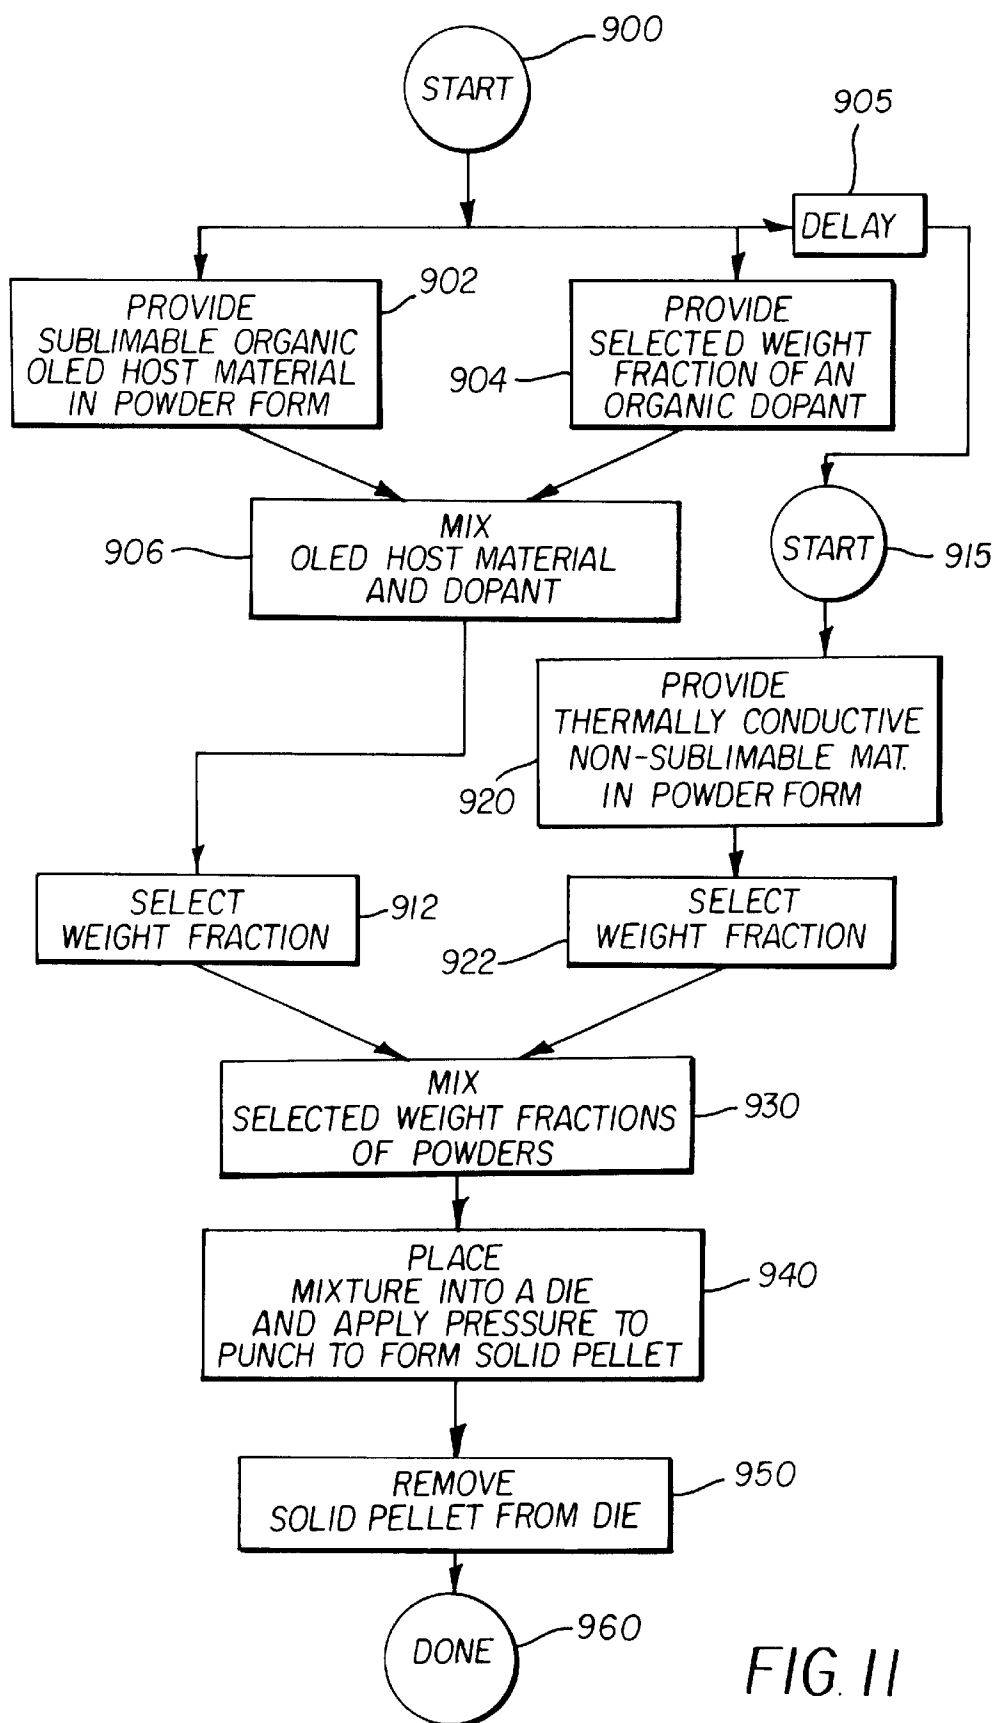 900
START
905
DELAY
902
PROVIDE
SUBLIMABLE ORGANIC
OLED HOST MATERIAL
IN POWDER FORM
904
PROVIDE
SELECTED WEIGHT
FRACTION OF AN
ORGANIC DOPANT
906
MIX
OLED HOST MATERIAL
AND DOPANT
START
915
PROVIDE
THERMALLY CONDUCTIVE
NON-SUBLIMABLE MAT.
IN POWDER FORM
920
SELECT
WEIGHT FRACTION
912
SELECT
WEIGHT FRACTION
922
MIX
SELECTED WEIGHT FRACTIONS
OF POWDERS
930
PLACE
MIXTURE INTO A DIE
AND APPLY PRESSURE TO
PUNCH TO FORM SOLID PELLET
940
REMOVE
SOLID PELLET FROM DIE
950
DONE
960
FIG. 11